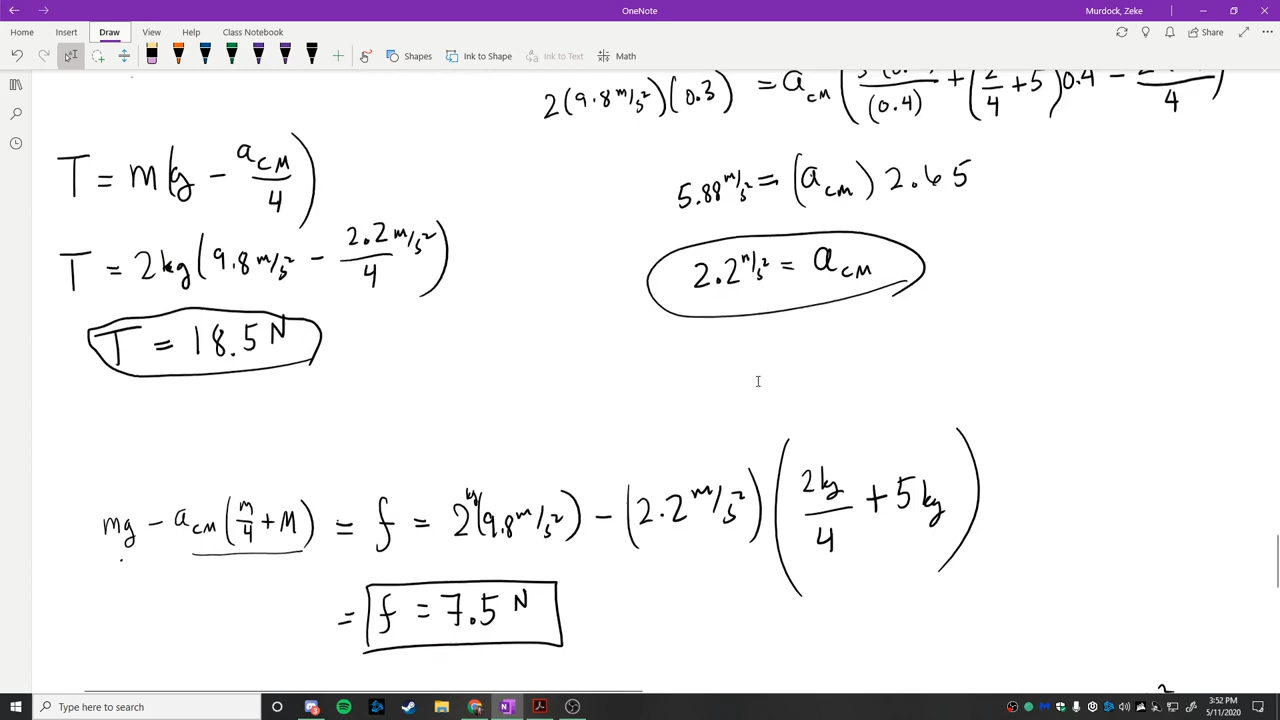 OneNote
Murdock, Zeke
Home Insert Draw View Help Class Notebook
Share
Shapes Ink to Shape Ink to Text Math
2(9.8 m/s²)(0.3) = a_CM ( /(0.4) + (2/4 + 5)0.4 - /4 )
T = m(g - a_CM/4)
5.88 m/s² = (a_CM) 2.65
T = 2kg(9.8 m/s² - 2.2 m/s²/4)
2.2 m/s² = a_CM
T = 18.5 N
mg - a_CM(m/4 + M) = f = 2kg(9.8 m/s²) - (2.2 m/s²)(2kg/4 + 5kg)
= f = 7.5 N
2
Type here to search
3:52 PM
5/11/2020